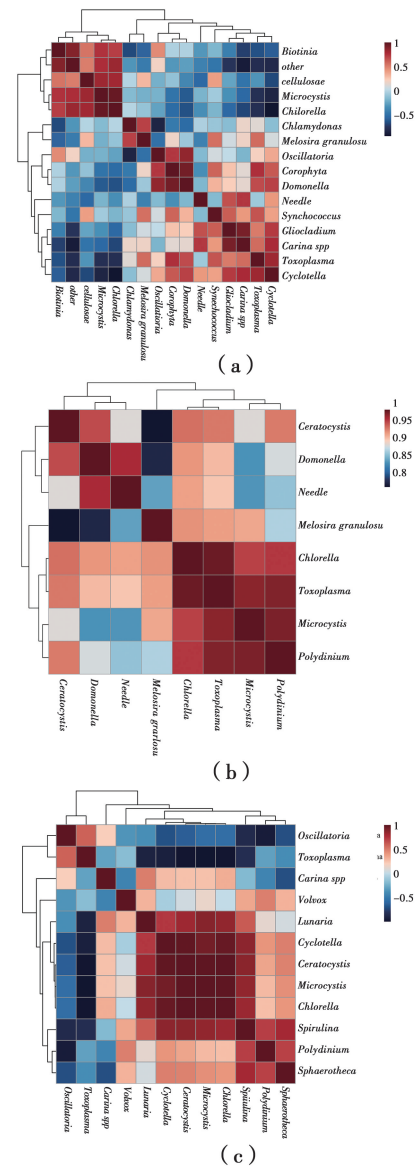 Biotinia
other
cellulosae
Microcystis
Chilorella
Chlamydonas
Melosira granulosu
Oscillatoria
Corophyta
Domonella
Needle
Synchococcus
Gliocladium
Carina spp
Toxoplasma
Cyclotella
1
0.5
0
−0.5
Biotinia
other
cellulosae
Microcystis
Chlorella
Chlamydonas
Melosira granulosu
Oscillatioria
Corophyta
Domonella
Needle
Synechococcus
Gliocladium
Carina spp
Toxoplasma
Cyclotella
(a)
Ceratocystis
Domonella
Needle
Melosira granulosu
Chlorella
Toxoplasma
Microcystis
Polydinium
1
0.95
0.9
0.85
0.8
Ceratocystis
Domonella
Needle
Melosira grarlosu
Chlorella
Toxoplasma
Microcystis
Polydinium
(b)
Oscillatoria
Toxoplasma
Carina spp
Volvox
Lunaria
Cyclotella
Ceratocystis
Microcystis
Chlorella
Spirulina
Polydinium
Sphaerotheca
1
0.5
0
−0.5
Oscillatoria
Toxoplasma
Carina spp
Volvox
Lunaria
Cyclotella
Ceratocystis
Microcystis
Chlorella
Spiiulina
Polydinium
Sphaerotheca
(c)